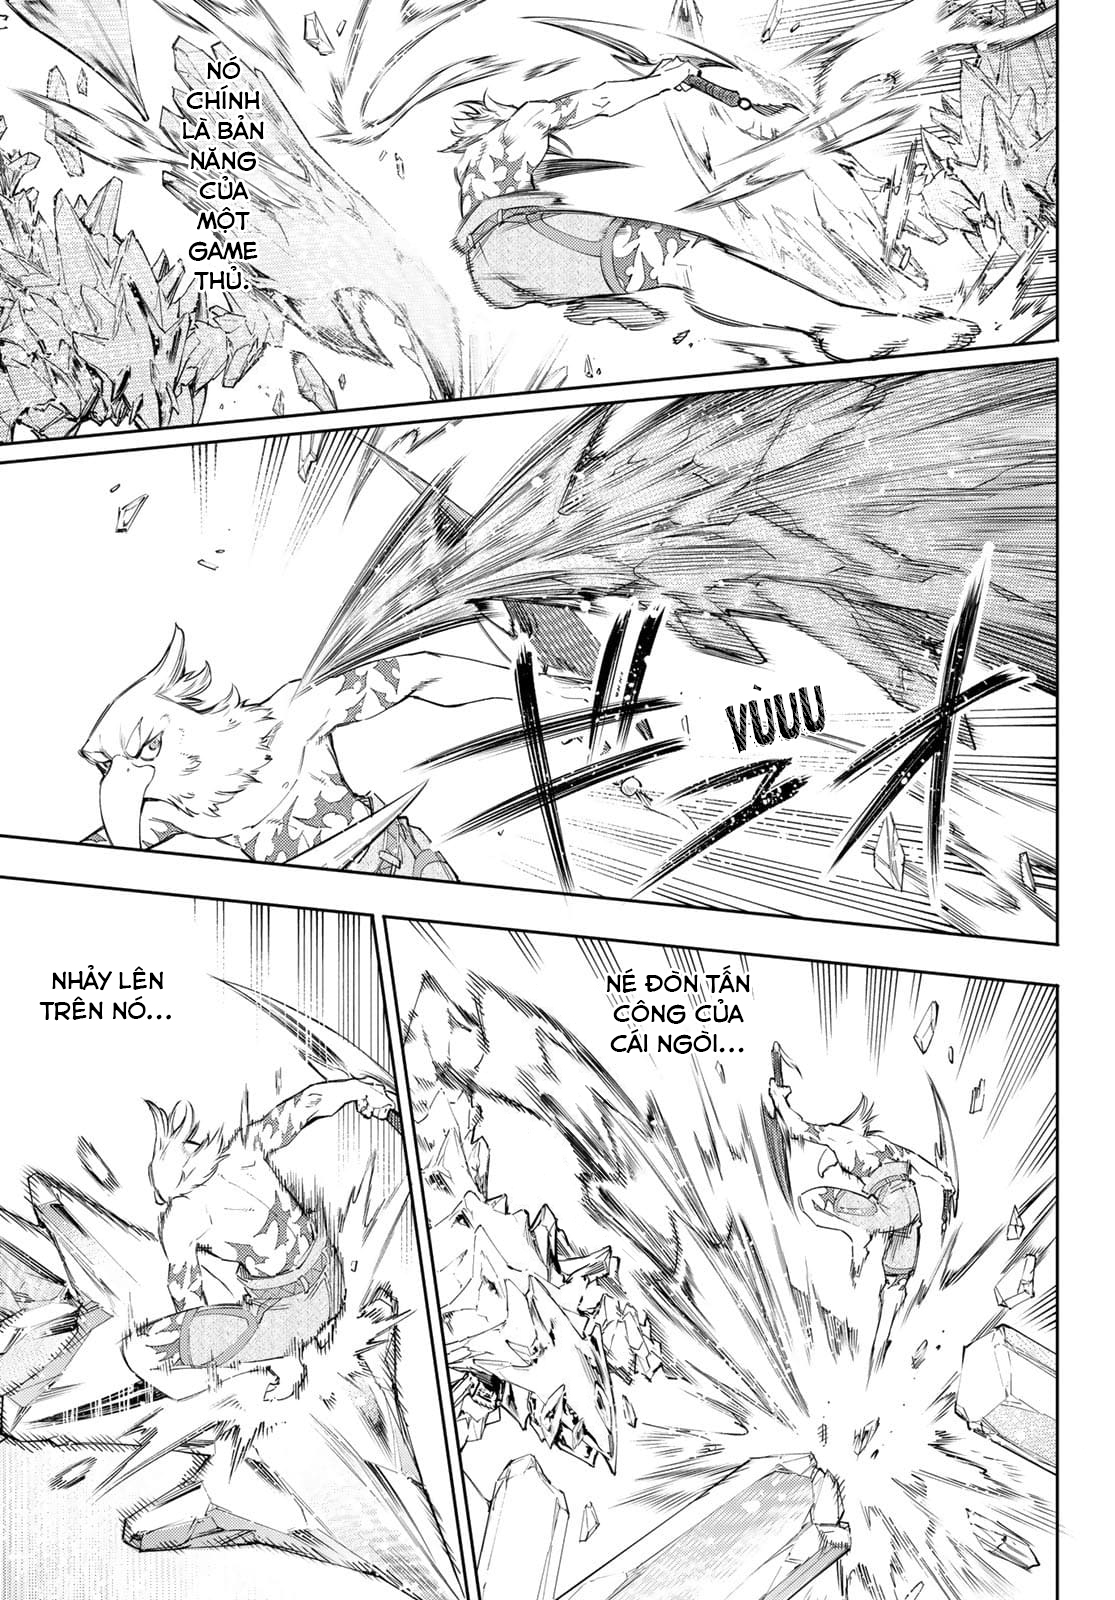 NÓ
CHÍNH
LÀ BẢN
NĂNG
CỦA
MỘT
GAME
THỦ.
VÙUU
NÉ ĐÒN TẤN
CÔNG CỦA
CÁI NGÒI...
NHẢY LÊN
TRÊN NÓ...